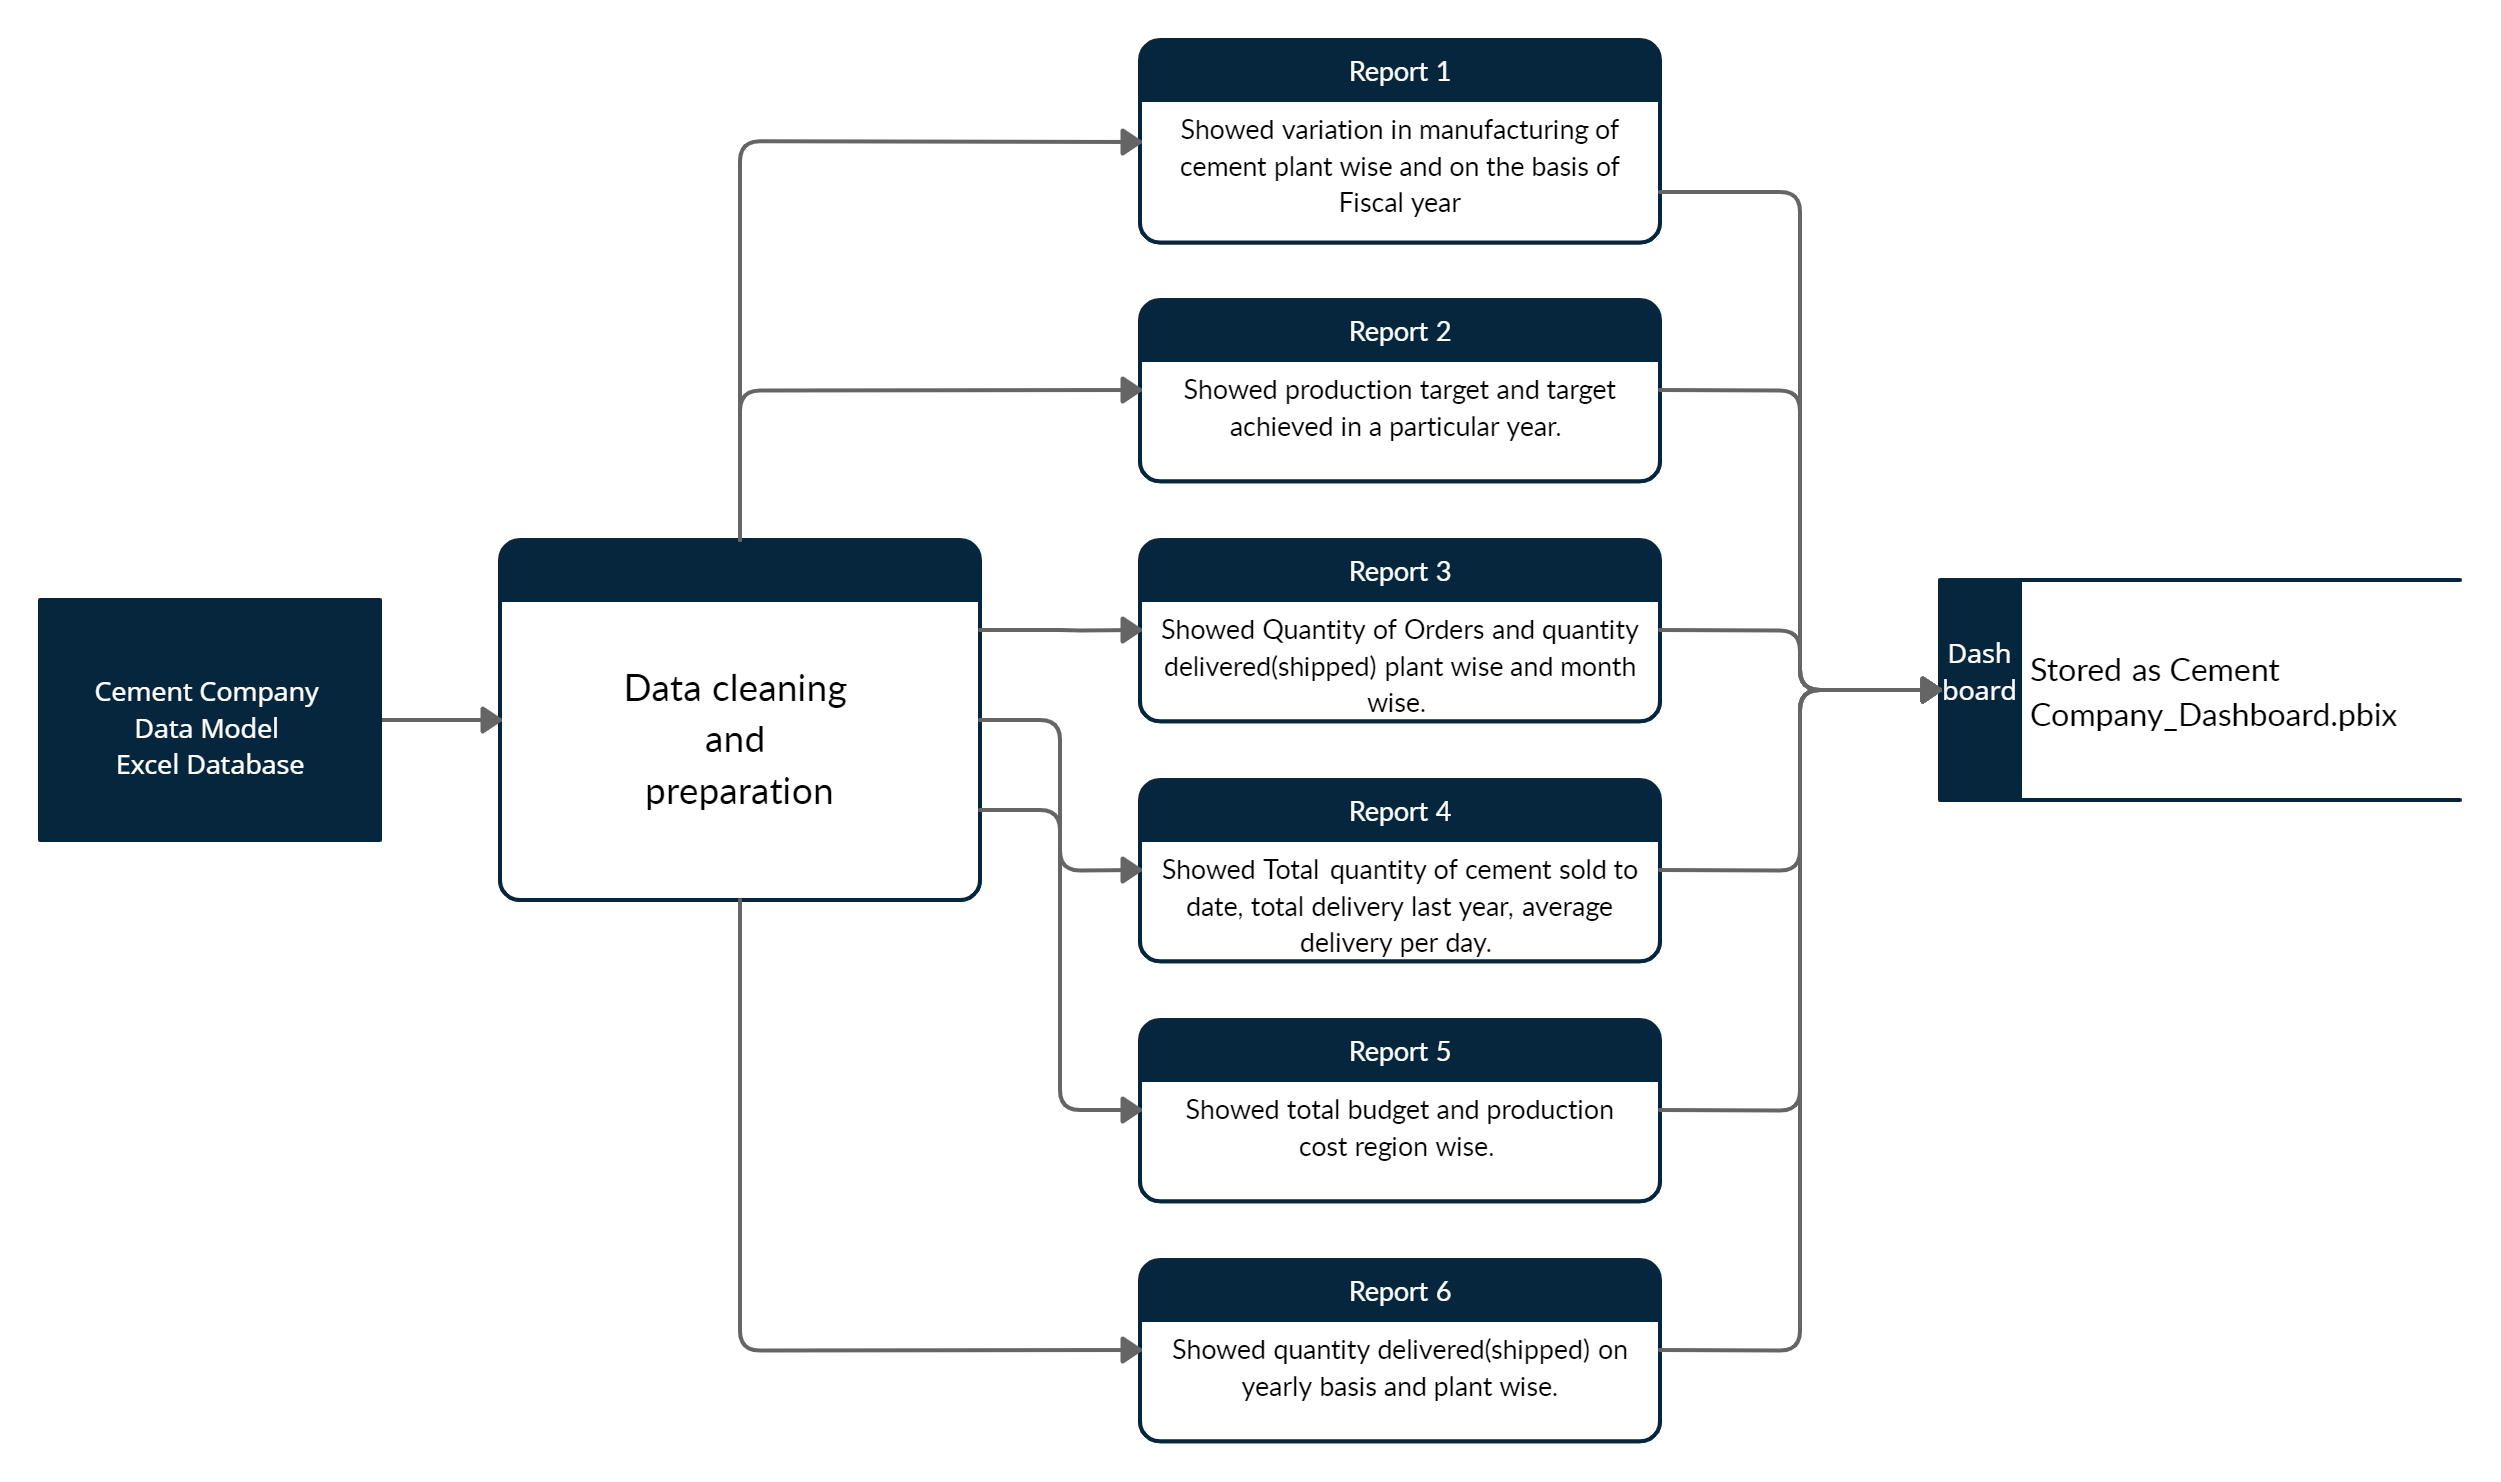 Cement Company
Data Model
Excel Database
Data cleaning
and
preparation
Report 1
Showed variation in manufacturing of
cement plant wise and on the basis of
Fiscal year
Report 2
Showed production target and target
achieved in a particular year.
Report 3
Showed Quantity of Orders and quantity
delivered(shipped) plant wise and month
wise.
Report 4
Showed Total quantity of cement sold to
date, total delivery last year, average
delivery per day.
Report 5
Showed total budget and production
cost region wise.
Report 6
Showed quantity delivered(shipped) on
yearly basis and plant wise.
Dash
board
Stored as Cement
Company_Dashboard.pbix